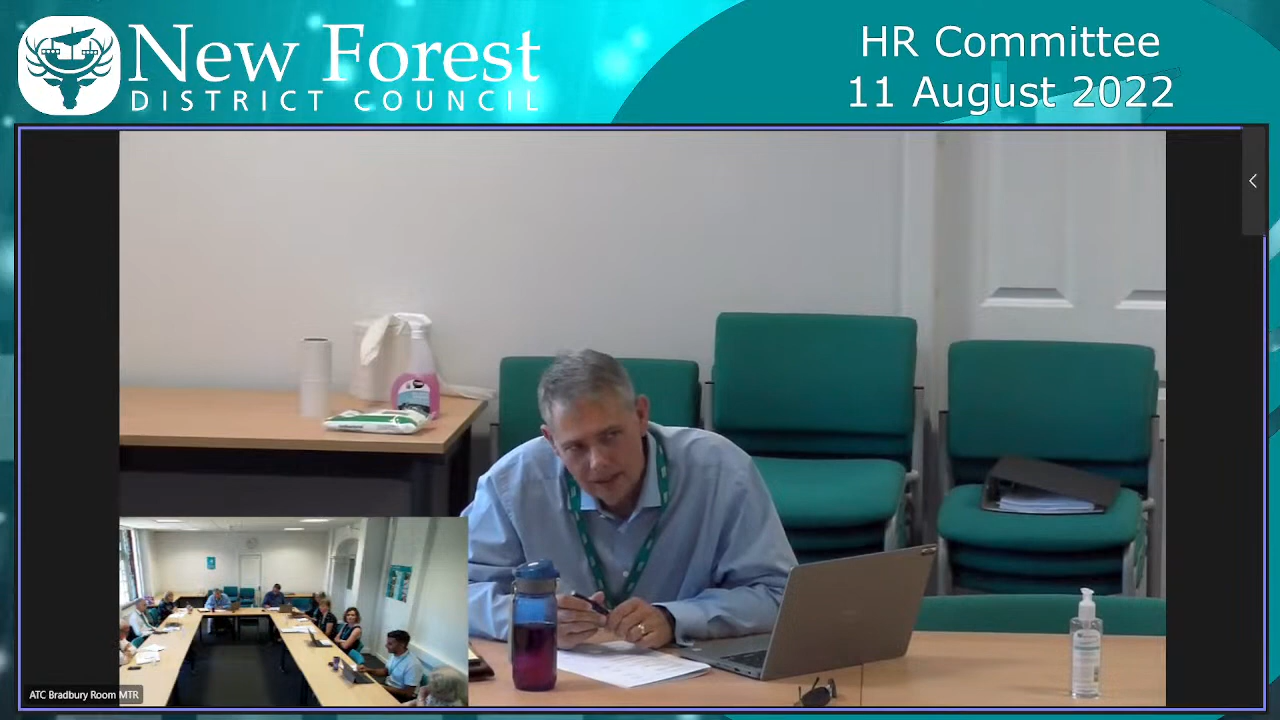 New Forest
DISTRICT COUNCIL
HR Committee
11 August 2022
ATC Bradbury Room MTR